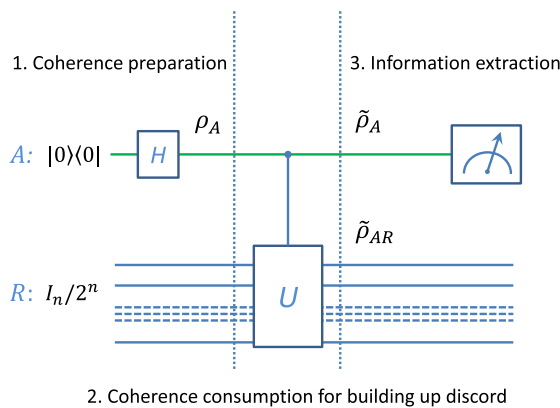 1. Coherence preparation
3. Information extraction
ρ_A
ρ̃_A
A: |0⟩⟨0|
H
ρ̃_AR
R: I_n/2^n
U
2. Coherence consumption for building up discord